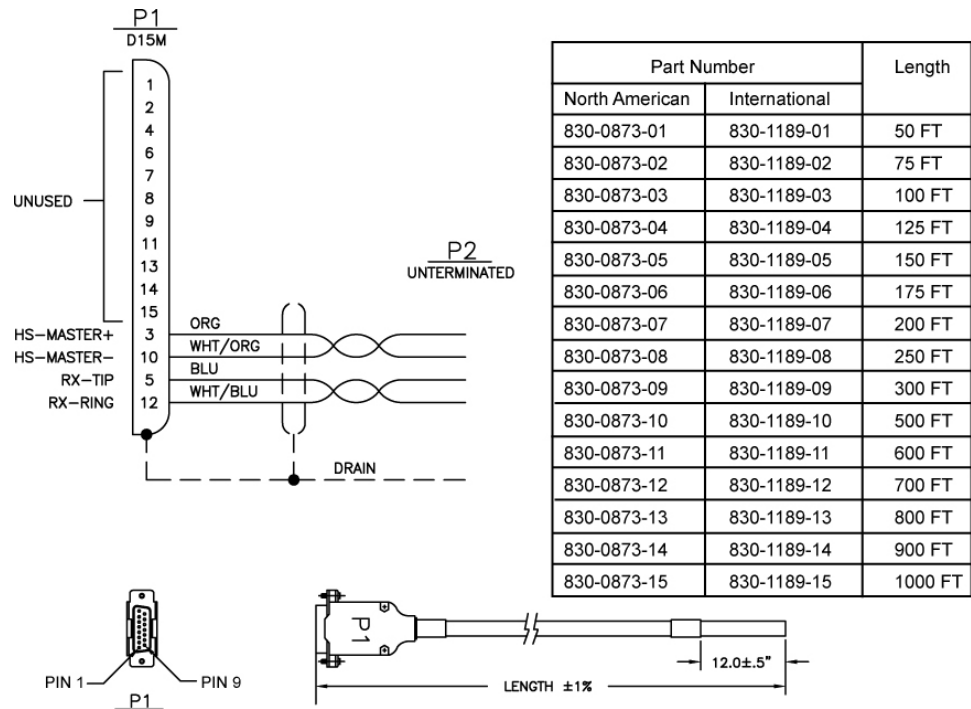 P1
D15M
1
2
4
6
7
8
9
11
13
14
15
3
10
5
12
UNUSED
HS-MASTER+
HS-MASTER-
RX-TIP
RX-RING
ORG
WHT/ORG
BLU
WHT/BLU
DRAIN
P2
UNTERMINATED
Part Number Length
North American International
830-0873-01 830-1189-01 50 FT
830-0873-02 830-1189-02 75 FT
830-0873-03 830-1189-03 100 FT
830-0873-04 830-1189-04 125 FT
830-0873-05 830-1189-05 150 FT
830-0873-06 830-1189-06 175 FT
830-0873-07 830-1189-07 200 FT
830-0873-08 830-1189-08 250 FT
830-0873-09 830-1189-09 300 FT
830-0873-10 830-1189-10 500 FT
830-0873-11 830-1189-11 600 FT
830-0873-12 830-1189-12 700 FT
830-0873-13 830-1189-13 800 FT
830-0873-14 830-1189-14 900 FT
830-0873-15 830-1189-15 1000 FT
PIN 1
PIN 9
P1
P1
12.0±.5"
LENGTH ±1%